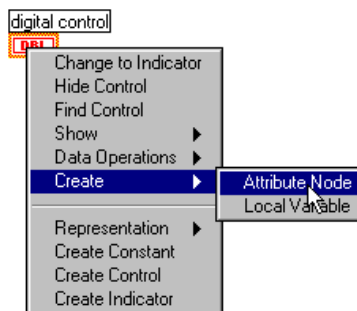 digital control
DBL
Change to Indicator
Hide Control
Find Control
Show
Data Operations
Create
Attribute Node
Local Variable
Representation
Create Constant
Create Control
Create Indicator